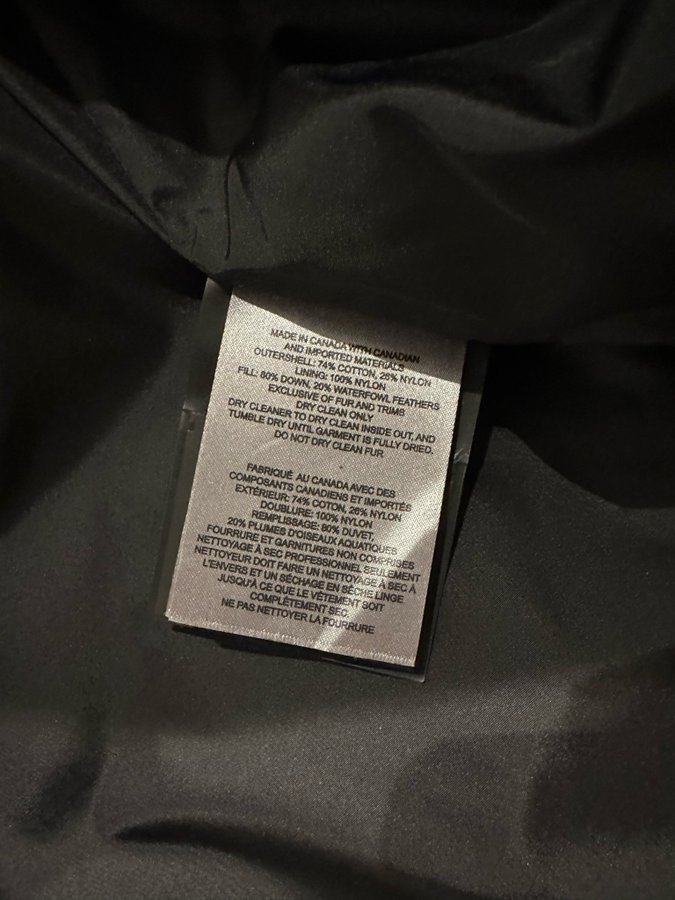 MADE IN CANADA WITH CANADIAN
AND IMPORTED MATERIALS
OUTERSHELL: 74% COTTON, 26% NYLON
LINING: 100% NYLON
FILL: 80% DOWN, 20% WATERFOWL FEATHERS
EXCLUSIVE OF FUR AND TRIMS
DRY CLEAN ONLY
DRY CLEANER TO DRY CLEAN INSIDE OUT, AND
TUMBLE DRY UNTIL GARMENT IS FULLY DRIED.
DO NOT DRY CLEAN FUR
FABRIQUÉ AU CANADA AVEC DES
COMPOSANTS CANADIENS ET IMPORTÉS
EXTÉRIEUR: 74% COTON, 26% NYLON
DOUBLURE: 100% NYLON
REMPLISSAGE: 80% DUVET,
20% PLUMES D'OISEAUX AQUATIQUES
FOURRURE ET GARNITURES NON COMPRISES
NETTOYAGE À SEC PROFESSIONNEL SEULEMENT
NETTOYEUR DOIT FAIRE UN NETTOYAGE À SEC À
L'ENVERS ET UN SÉCHAGE EN SÈCHE LINGE
JUSQU'À CE QUE LE VÊTEMENT SOIT
COMPLÈTEMENT SEC.
NE PAS NETTOYER LA FOURRURE